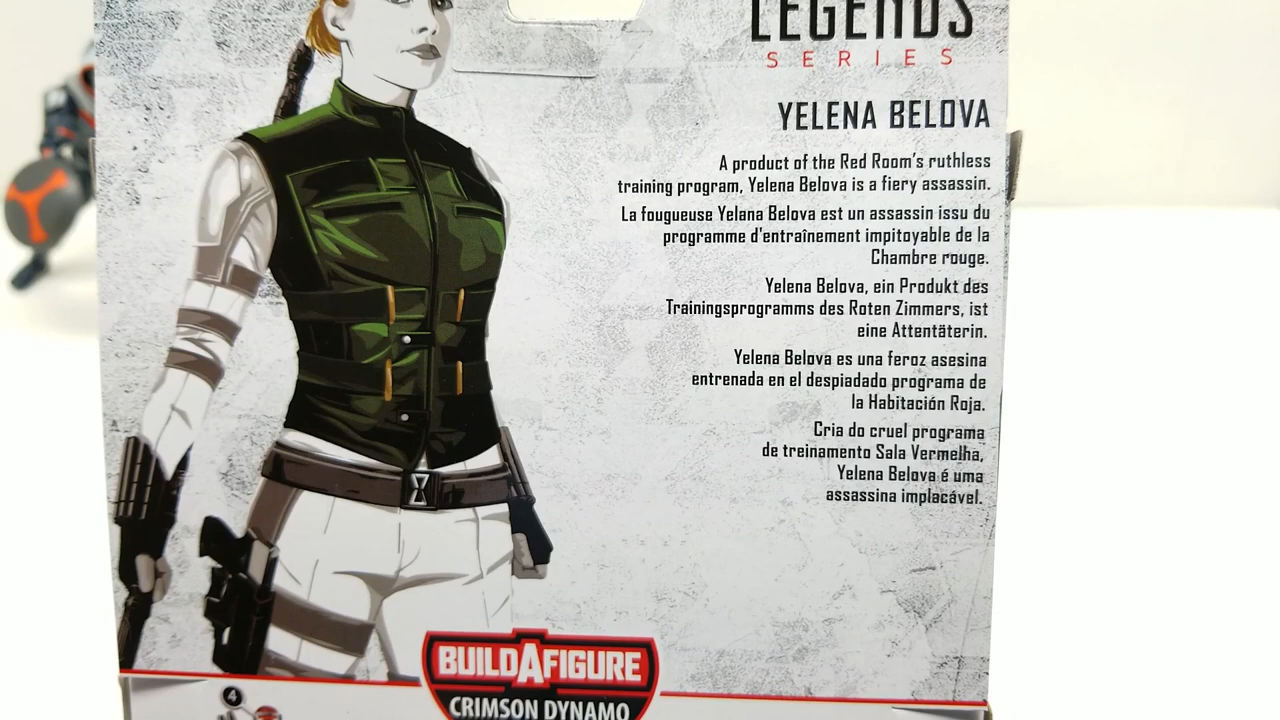 LEGENDS
SERIES
YELENA BELOVA
A product of the Red Room's ruthless
training program, Yelena Belova is a fiery assassin.
La fougueuse Yelana Belova est un assassin issu du
programme d'entraînement impitoyable de la
Chambre rouge.
Yelena Belova, ein Produkt des
Trainingsprogramms des Roten Zimmers, ist
eine Attentäterin.
Yelena Belova es una feroz asesina
entrenada en el despiadado programa de
la Habitación Roja.
Cria do cruel programa
de treinamento Sala Vermelha,
Yelena Belova é uma
assassina implacável.
BUILDAFIGURE
CRIMSON DYNAMO
4